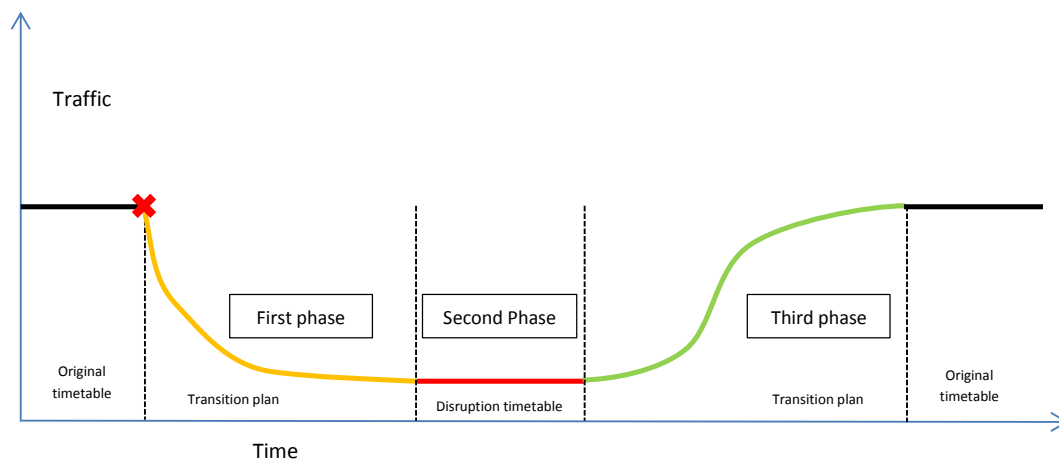 Traffic
First phase
Second Phase
Third phase
Original
timetable
Transition plan
Disruption timetable
Transition plan
Original
timetable
Time